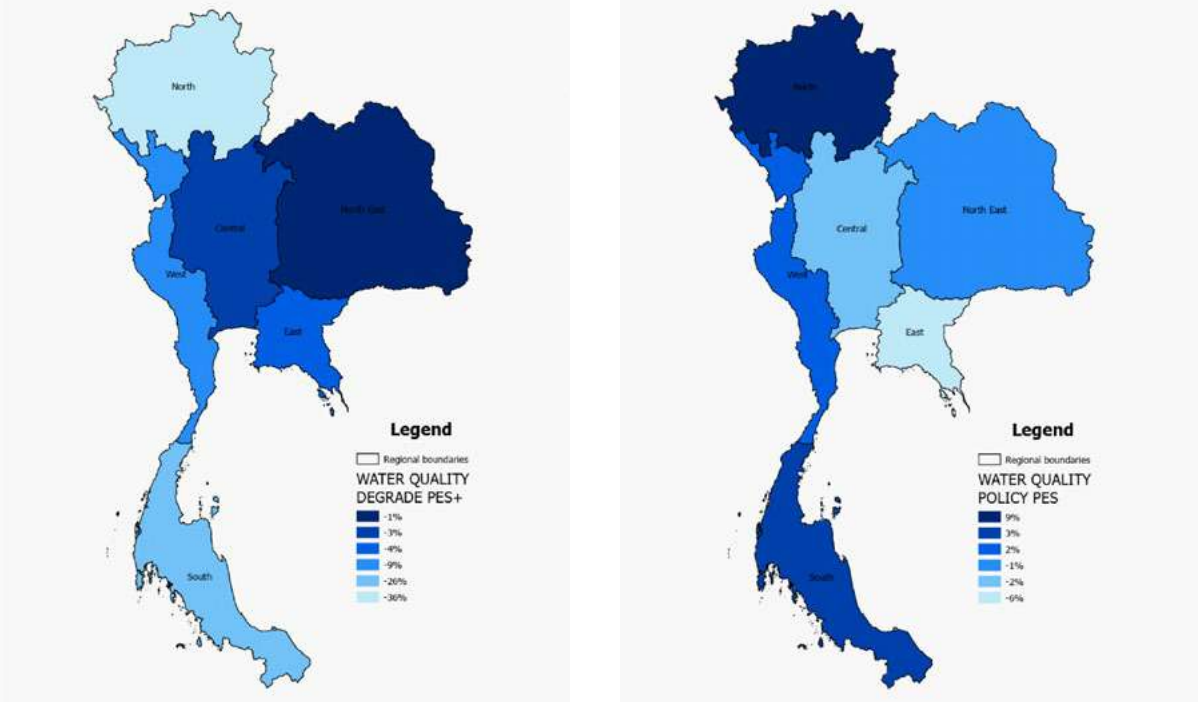 North
North East
Central
West
East
South
Legend
Regional boundaries
WATER QUALITY
DEGRADE PES+
-1%
-3%
-4%
-9%
-26%
-36%
North
North East
Central
West
East
South
Legend
Regional boundaries
WATER QUALITY
POLICY PES
9%
3%
2%
-1%
-2%
-6%